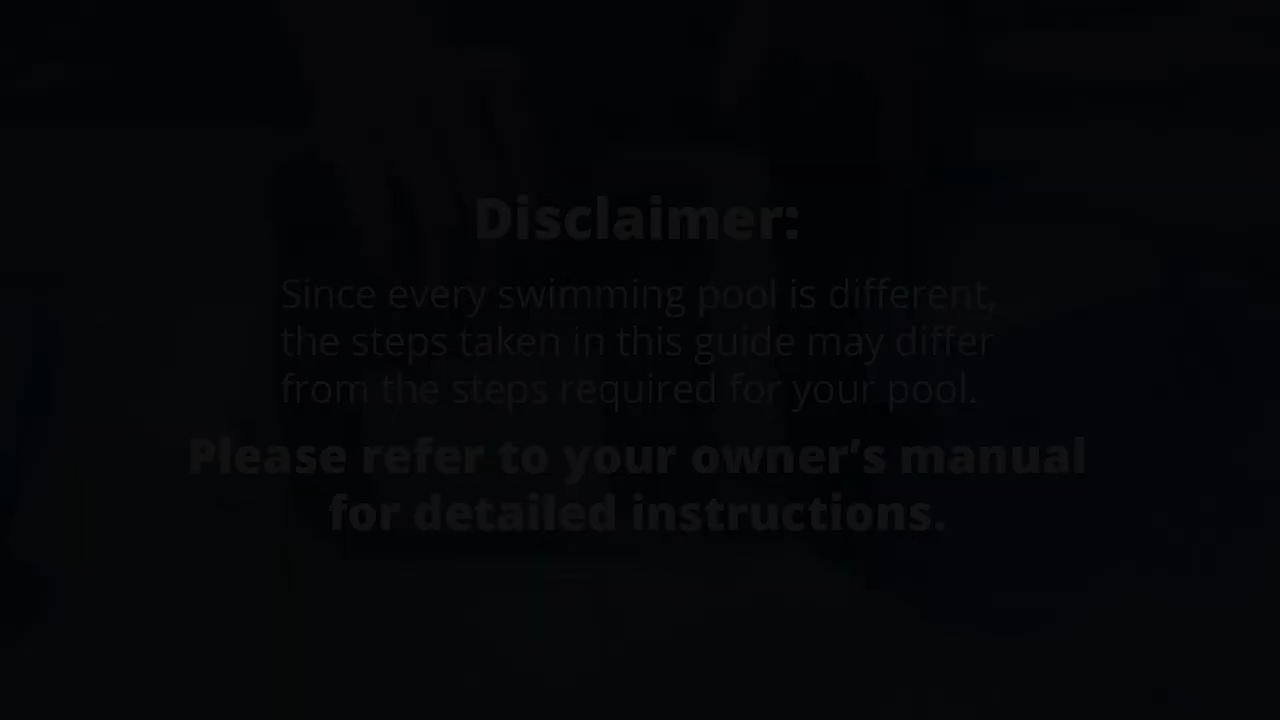 Disclaimer:
Since every swimming pool is different,
the steps taken in this guide may differ
from the steps required for your pool.
Please refer to your owner’s manual
for detailed instructions.